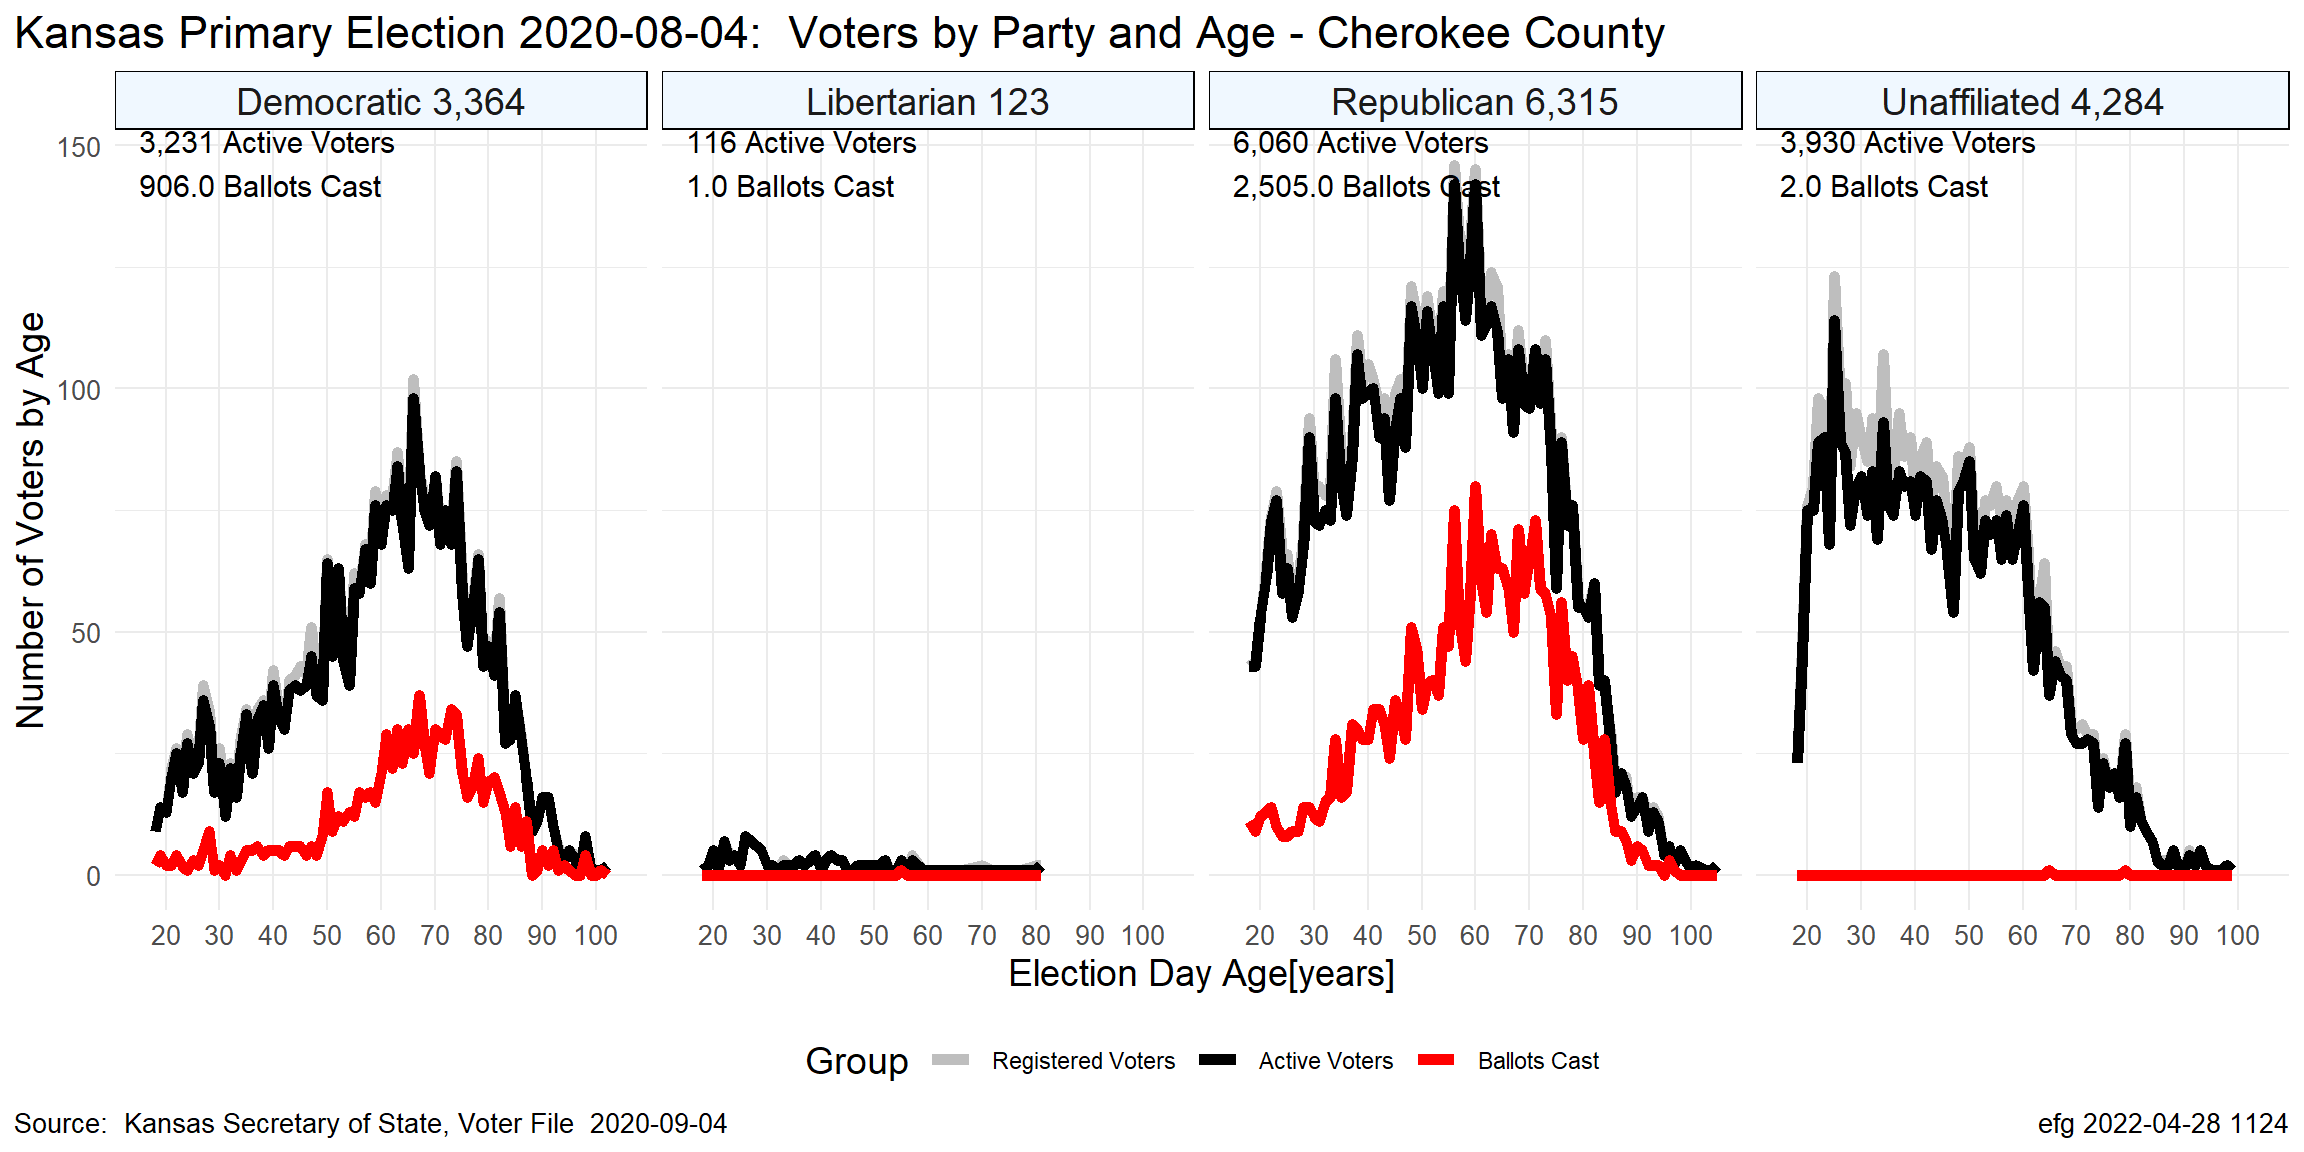 Kansas Primary Election 2020-08-04:  Voters by Party and Age - Cherokee County
Democratic 3,364
Libertarian 123
Republican 6,315
Unaffiliated 4,284
3,231 Active Voters
906.0 Ballots Cast
116 Active Voters
1.0 Ballots Cast
6,060 Active Voters
2,505.0 Ballots Cast
3,930 Active Voters
2.0 Ballots Cast
Number of Voters by Age
150
100
50
0
20 30 40 50 60 70 80 90 100
20 30 40 50 60 70 80 90 100
20 30 40 50 60 70 80 90 100
20 30 40 50 60 70 80 90 100
Election Day Age[years]
Group Registered Voters Active Voters Ballots Cast
Source:  Kansas Secretary of State, Voter File  2020-09-04
efg 2022-04-28 1124